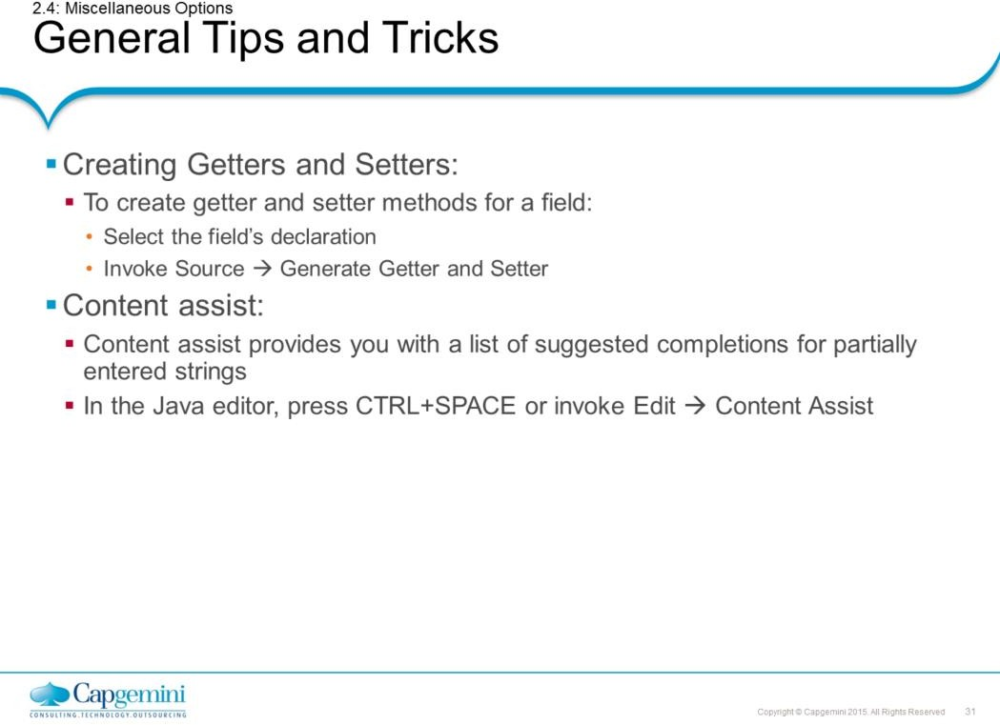 2.4: Miscellaneous Options
General Tips and Tricks
▪ Creating Getters and Setters:
▪ To create getter and setter methods for a field:
• Select the field’s declaration
• Invoke Source → Generate Getter and Setter
▪ Content assist:
▪ Content assist provides you with a list of suggested completions for partially
entered strings
▪ In the Java editor, press CTRL+SPACE or invoke Edit → Content Assist
Capgemini
CONSULTING.TECHNOLOGY.OUTSOURCING
Copyright © Capgemini 2015. All Rights Reserved 31